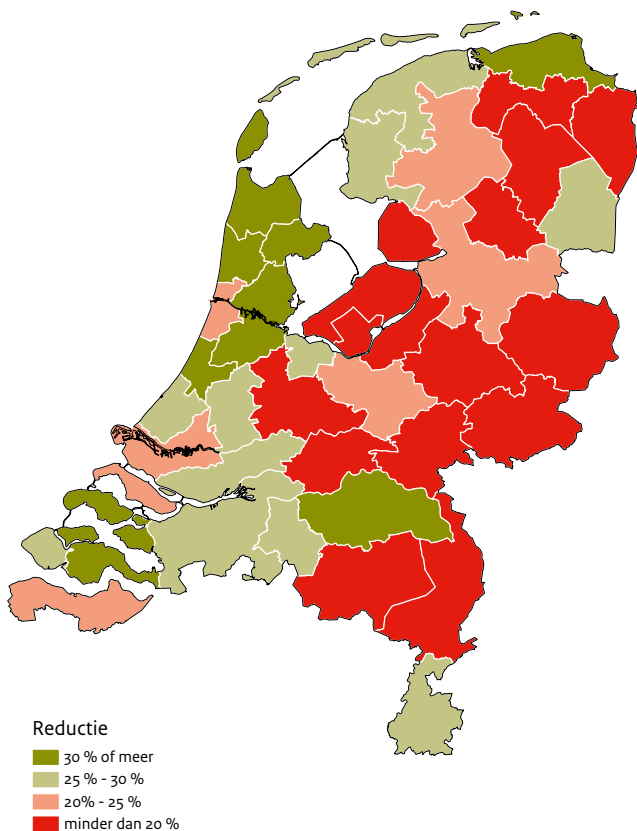 Reductie
30 % of meer
25 % - 30 %
20% - 25 %
minder dan 20 %